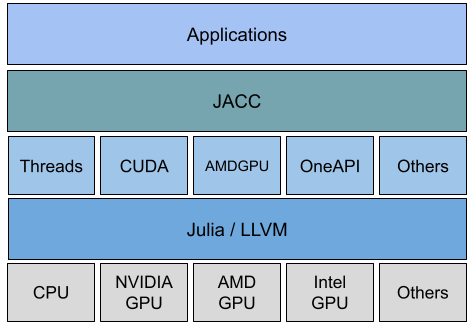 Applications
JACC
Threads CUDA AMDGPU OneAPI Others
Julia / LLVM
CPU NVIDIA GPU AMD GPU Intel GPU Others